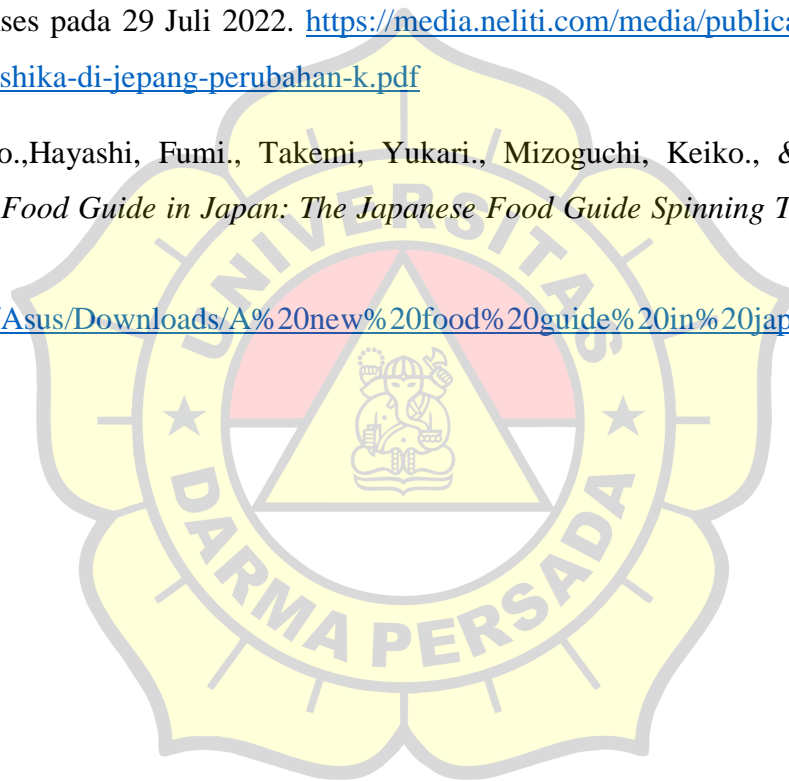 ses pada 29 Juli 2022. https://media.neliti.com/media/publica
shika-di-jepang-perubahan-k.pdf
o.,Hayashi, Fumi., Takemi, Yukari., Mizoguchi, Keiko., &
Food Guide in Japan: The Japanese Food Guide Spinning T
/Asus/Downloads/A%20new%20food%20guide%20in%20jap
UNIVERSITAS
DARMA PERSADA